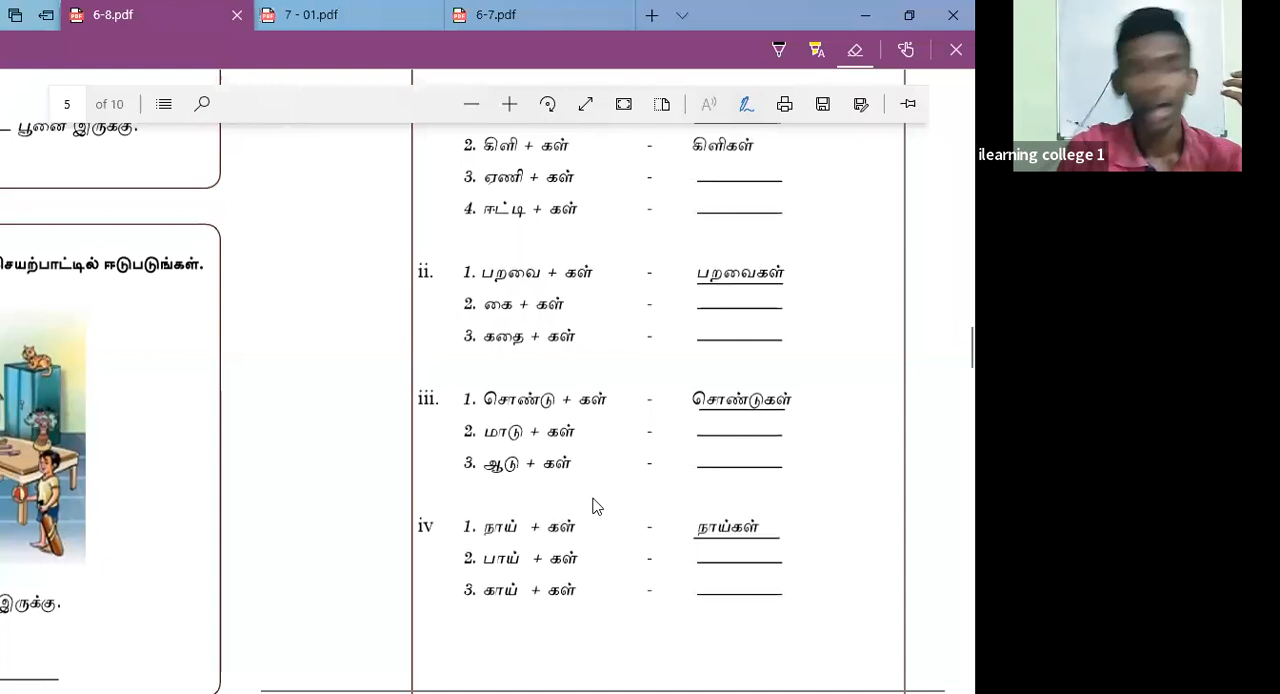 6-8.pdf
7 - 01.pdf
6-7.pdf
5 of 10
பூனை இருக்கு.
செயற்பாட்டில் ஈடுபடுங்கள்.
இருக்கு.
2. கிளி + கள் - கிளிகள்
3. ஏணி + கள் - 
4. ஈட்டி + கள் - 
ii. 1. பறவை + கள் - பறவைகள்
2. கை + கள் - 
3. கதை + கள் - 
iii. 1. சொண்டு + கள் - சொண்டுகள்
2. மாடு + கள் - 
3. ஆடு + கள் - 
iv 1. நாய் + கள் - நாய்கள்
2. பாய் + கள் - 
3. காய் + கள் - 
ilearning college 1